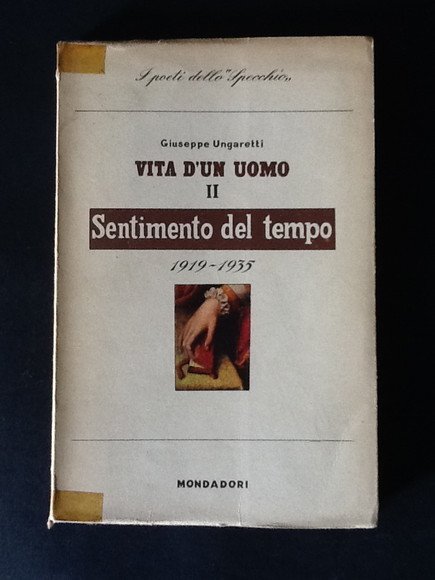 I poeti dello "Specchio„
Giuseppe Ungaretti
VITA D'UN UOMO
II
Sentimento del tempo
1919-1935
MONDADORI